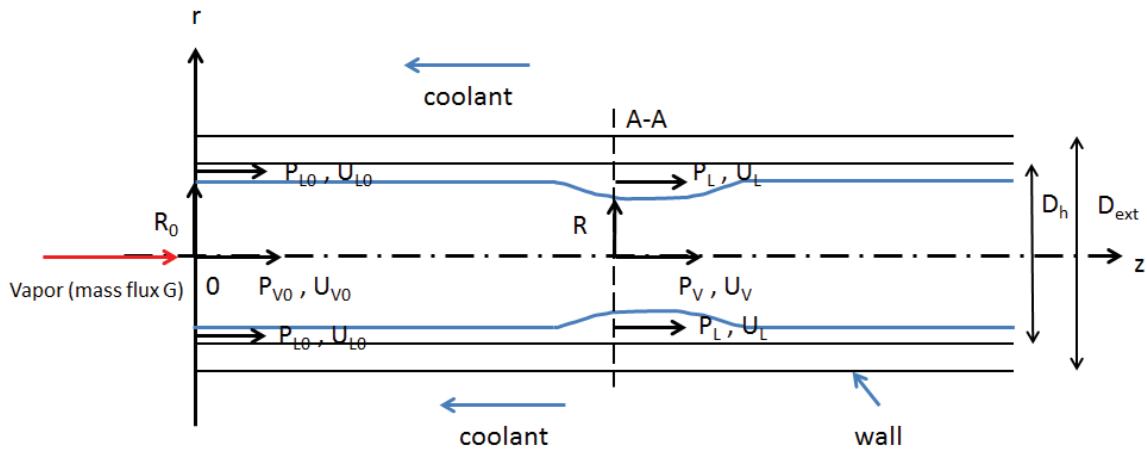 r
coolant
A-A
P_L0 , U_L0
P_L , U_L
R_0
R
D_h
D_ext
z
Vapor (mass flux G)
0
P_V0 , U_V0
P_V , U_V
P_L0 , U_L0
P_L , U_L
coolant
wall